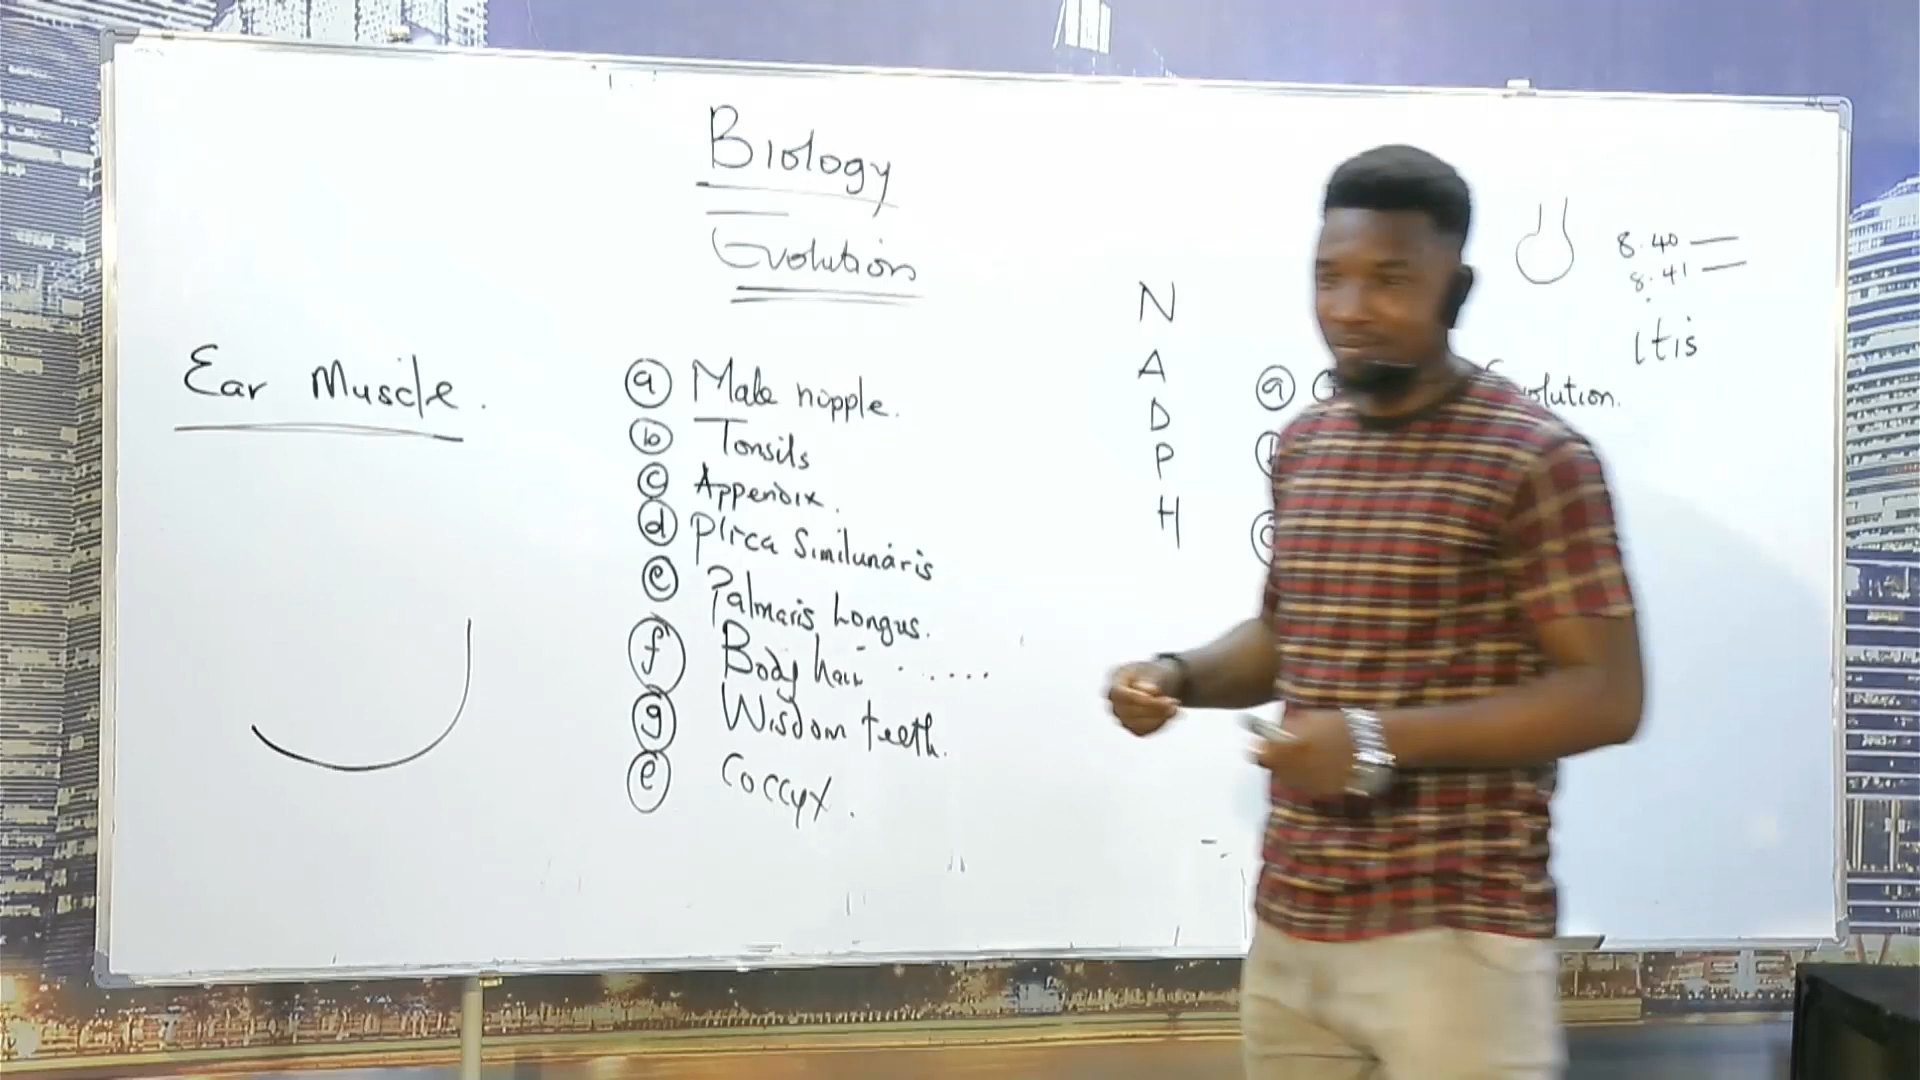 Biology
Evolution
Ear Muscle.
a Male nipple.
b Tonsils
c Appendix.
d Plica Similunaris
e Palmaris Longus.
f Body hair ......
g Wisdom teeth.
e Coccyx.
N
A
D
P
H
a
8.40
8.41
itis